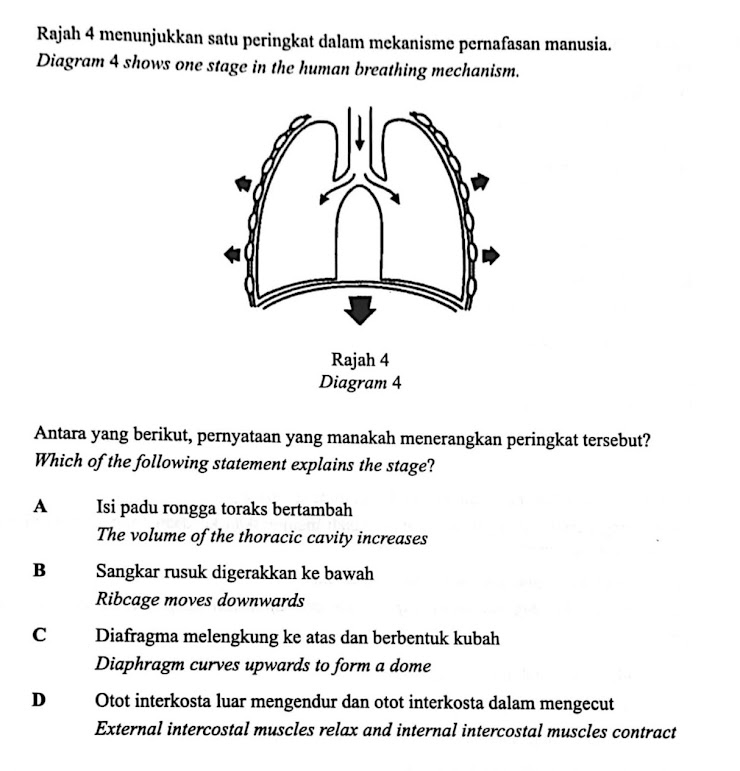 Rajah 4 menunjukkan satu peringkat dalam mekanisme pernafasan manusia.
Diagram 4 shows one stage in the human breathing mechanism.
Rajah 4
Diagram 4
Antara yang berikut, pernyataan yang manakah menerangkan peringkat tersebut?
Which of the following statement explains the stage?
A Isi padu rongga toraks bertambah
The volume of the thoracic cavity increases
B Sangkar rusuk digerakkan ke bawah
Ribcage moves downwards
C Diafragma melengkung ke atas dan berbentuk kubah
Diaphragm curves upwards to form a dome
D Otot interkosta luar mengendur dan otot interkosta dalam mengecut
External intercostal muscles relax and internal intercostal muscles contract